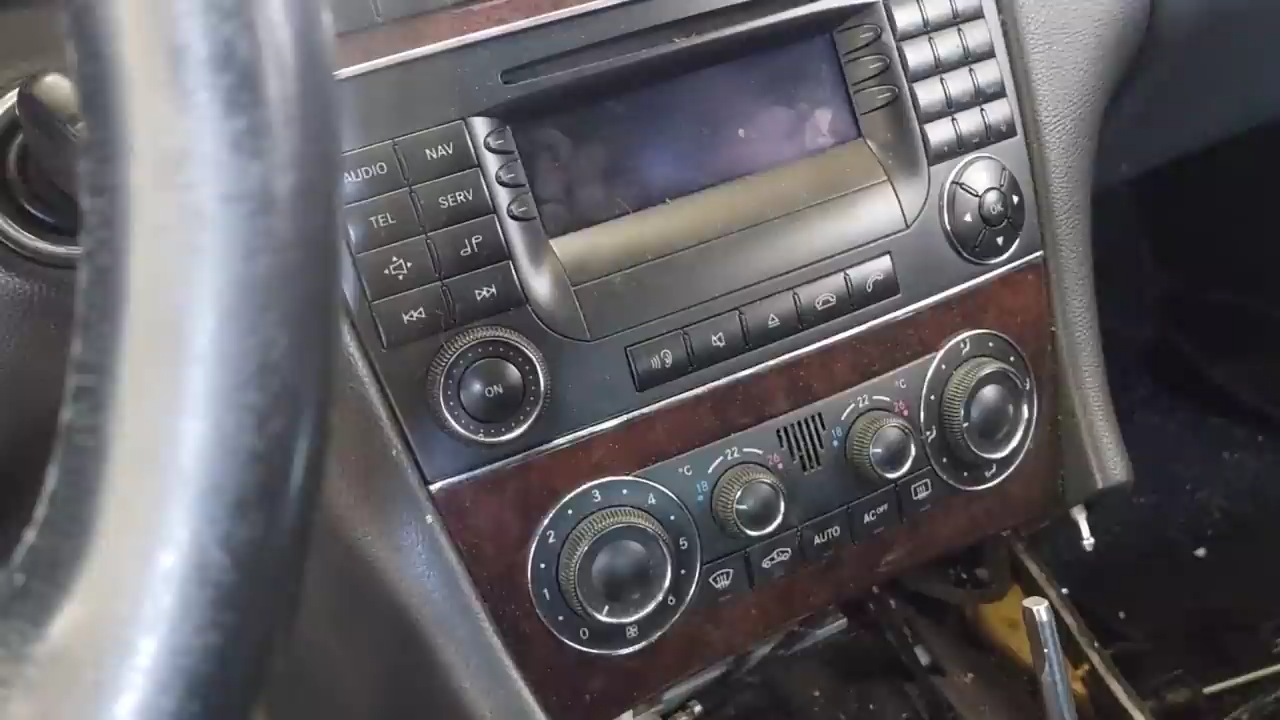 AUDIO NAV
TEL SERV
OK
ON
°C
22
18 26
°C
22
18 26
0 1 2 3 4 5 6
AUTO
AC OFF